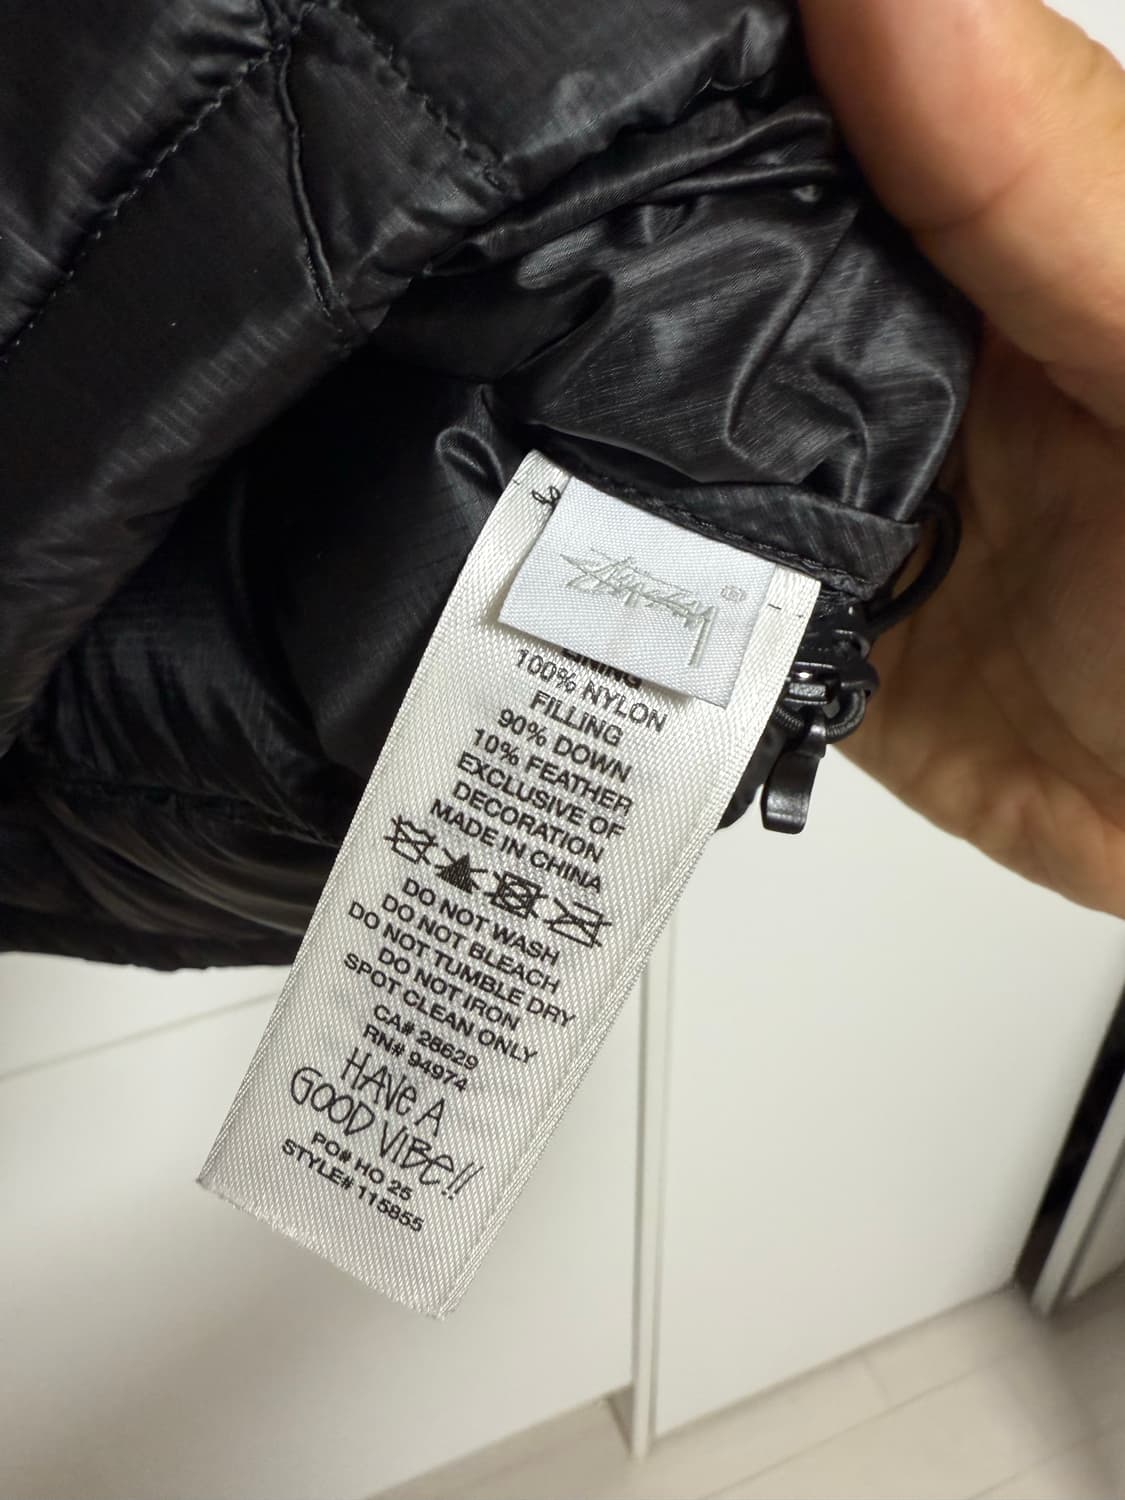 Stüssy ®
LINING
100% NYLON
FILLING
90% DOWN
10% FEATHER
EXCLUSIVE OF
DECORATION
MADE IN CHINA
DO NOT WASH
DO NOT BLEACH
DO NOT TUMBLE DRY
DO NOT IRON
SPOT CLEAN ONLY
CA# 28629
RN# 94974
HAVE A
GOOD VIBE!!
PO# HO 25
STYLE# 115855